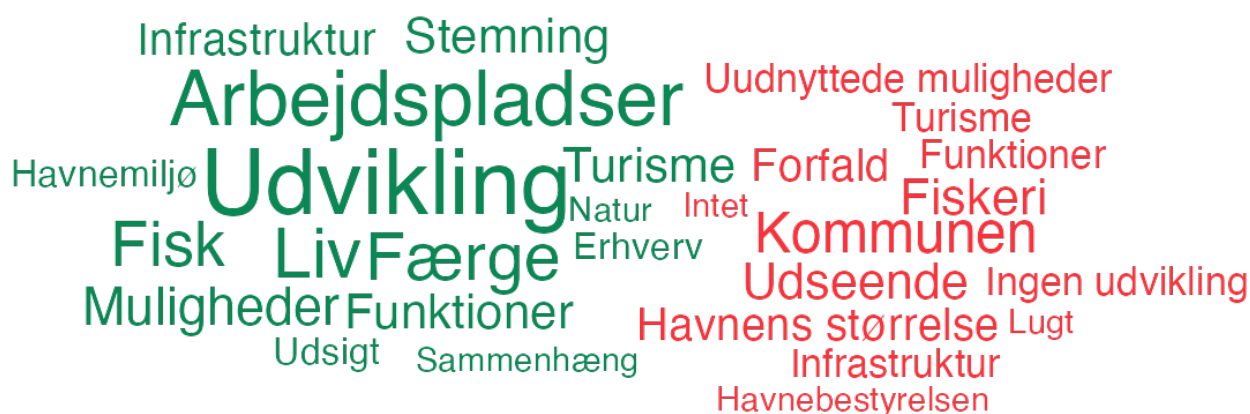 Infrastruktur Stemning
Arbejdspladser
Havnemiljø Udvikling Turisme
Natur
Fisk Liv Færge Erhverv
Muligheder Funktioner
Udsigt Sammenhæng
Uudnyttede muligheder
Turisme
Forfald Funktioner
Intet Fiskeri
Kommunen
Udseende Ingen udvikling
Havnens størrelse Lugt
Infrastruktur
Havnebestyrelsen